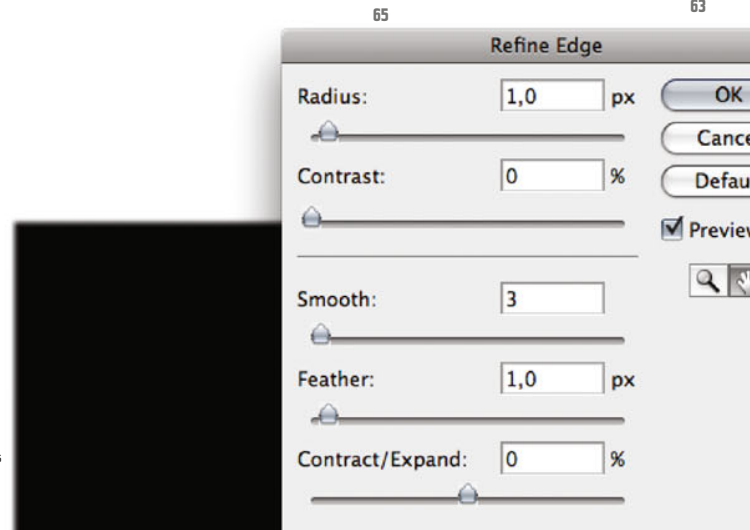 65
63
Refine Edge
Radius: 1,0 px
OK
Cance
Contrast: 0 %
Defau
Preview
Smooth: 3
Feather: 1,0 px
Contract/Expand: 0 %